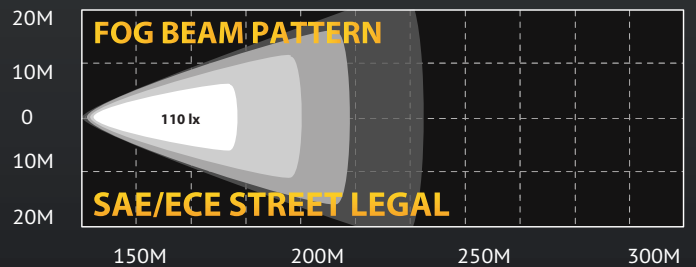 20M
FOG BEAM PATTERN
10M
0
110 lx
10M
SAE/ECE STREET LEGAL
20M
150M 200M 250M 300M